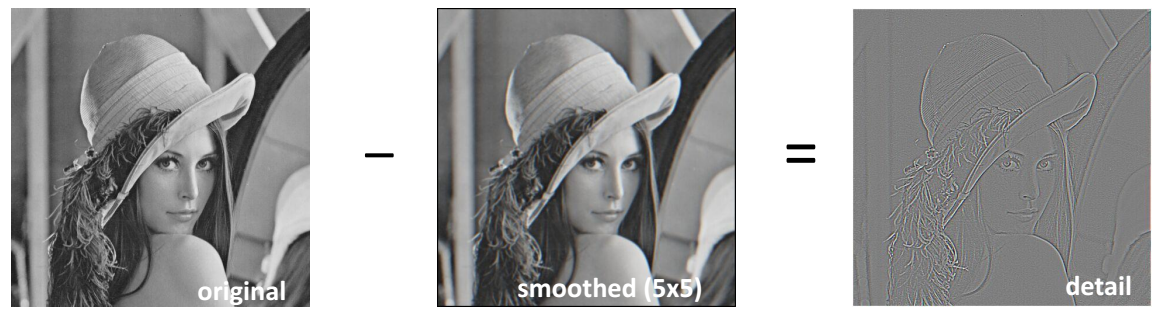 original
–
smoothed (5x5)
=
detail